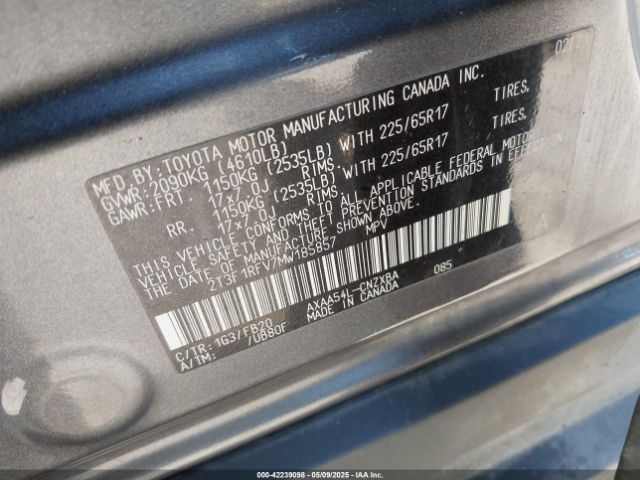 MFD.BY:TOYOTA MOTOR MANUFACTURING CANADA INC.
GVWR:2090KG (4610LB)
GAWR:FRT. 1150KG (2535LB) WITH 225/65R17 TIRES,
17x7.0J RIMS,
RR. 1150KG (2535LB) WITH 225/65R17 TIRES,
17x7.0J RIMS.
THIS VEHICLE CONFORMS TO ALL APPLICABLE FEDERAL MOTOR
VEHICLE SAFETY AND THEFT PREVENTION STANDARDS IN EFFECT ON
THE DATE OF MANUFACTURE SHOWN ABOVE.
2T3F1RFV7MW185857 MPV
C/TR:1G3/FB20 AXAA54L-CNZXBA 085
A/TM: /UB80F MADE IN CANADA
000-42239098 - 05/09/2025 - IAA, Inc.